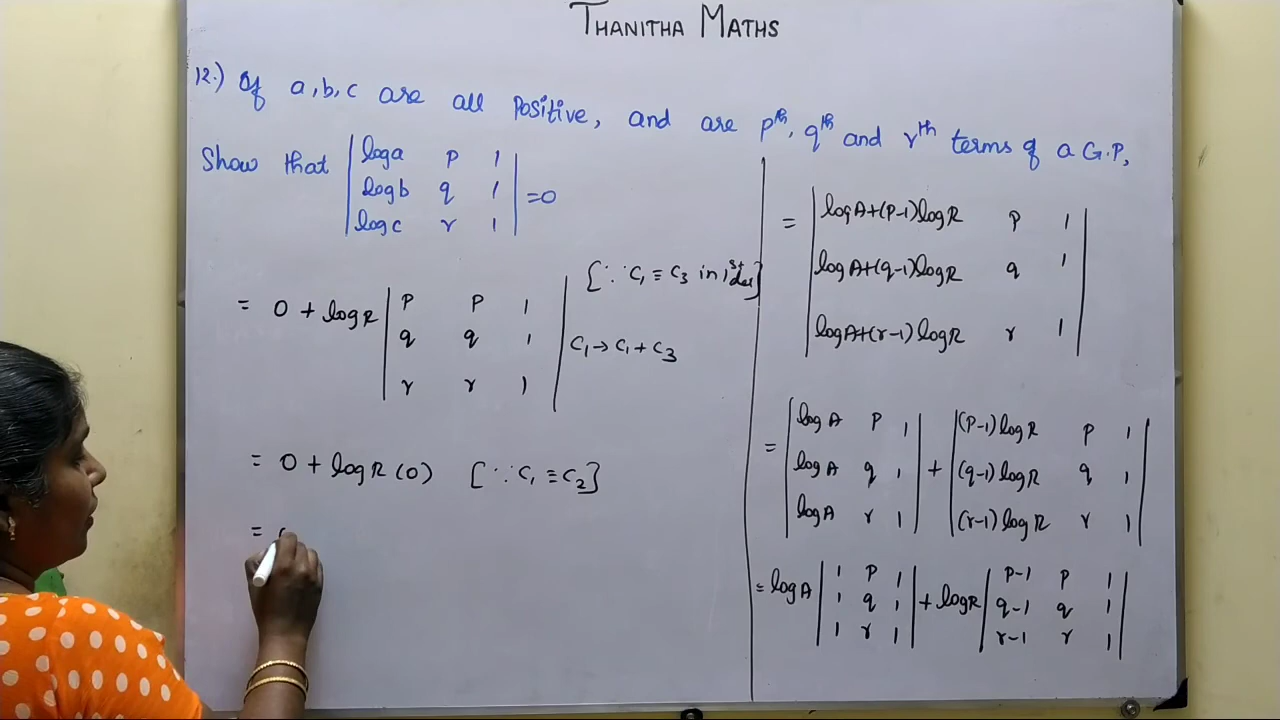 THANITHA MATHS
12.) If a, b, c are all Positive, and are pth, qth and rth terms of a G.P,
Show that | log a p 1 |
| log b q 1 | = 0
| log c r 1 |
= 0 + log R | p p 1 | [∵ C1 ≡ C3 in 1st det]
| q q 1 | C1 → C1 + C3
| r r 1 |
= 0 + log R (0) [∵ C1 ≡ C2]
=
= | log A+(P-1) log R p 1 |
| log A+(q-1) log R q 1 |
| log A+(r-1) log R r 1 |
= | log A p 1 | + | (P-1) log R p 1 |
| log A q 1 | | (q-1) log R q 1 |
| log A r 1 | | (r-1) log R r 1 |
= log A | 1 p 1 | + log R | p-1 p 1 |
| 1 q 1 | | q-1 q 1 |
| 1 r 1 | | r-1 r 1 |